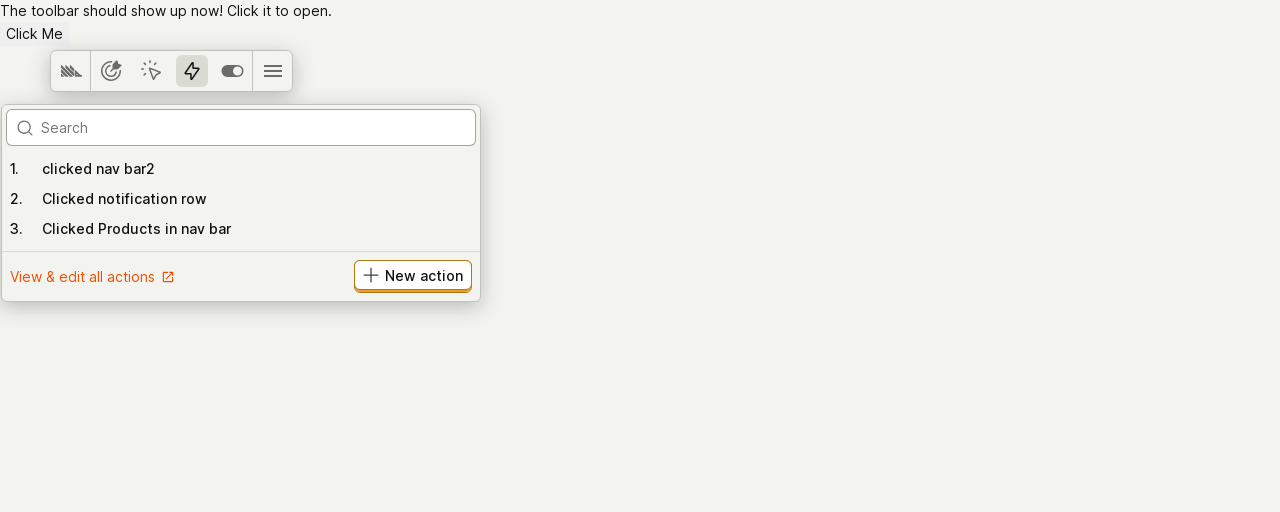 The toolbar should show up now! Click it to open.
Click Me
Search
1. clicked nav bar2
2. Clicked notification row
3. Clicked Products in nav bar
View & edit all actions
New action